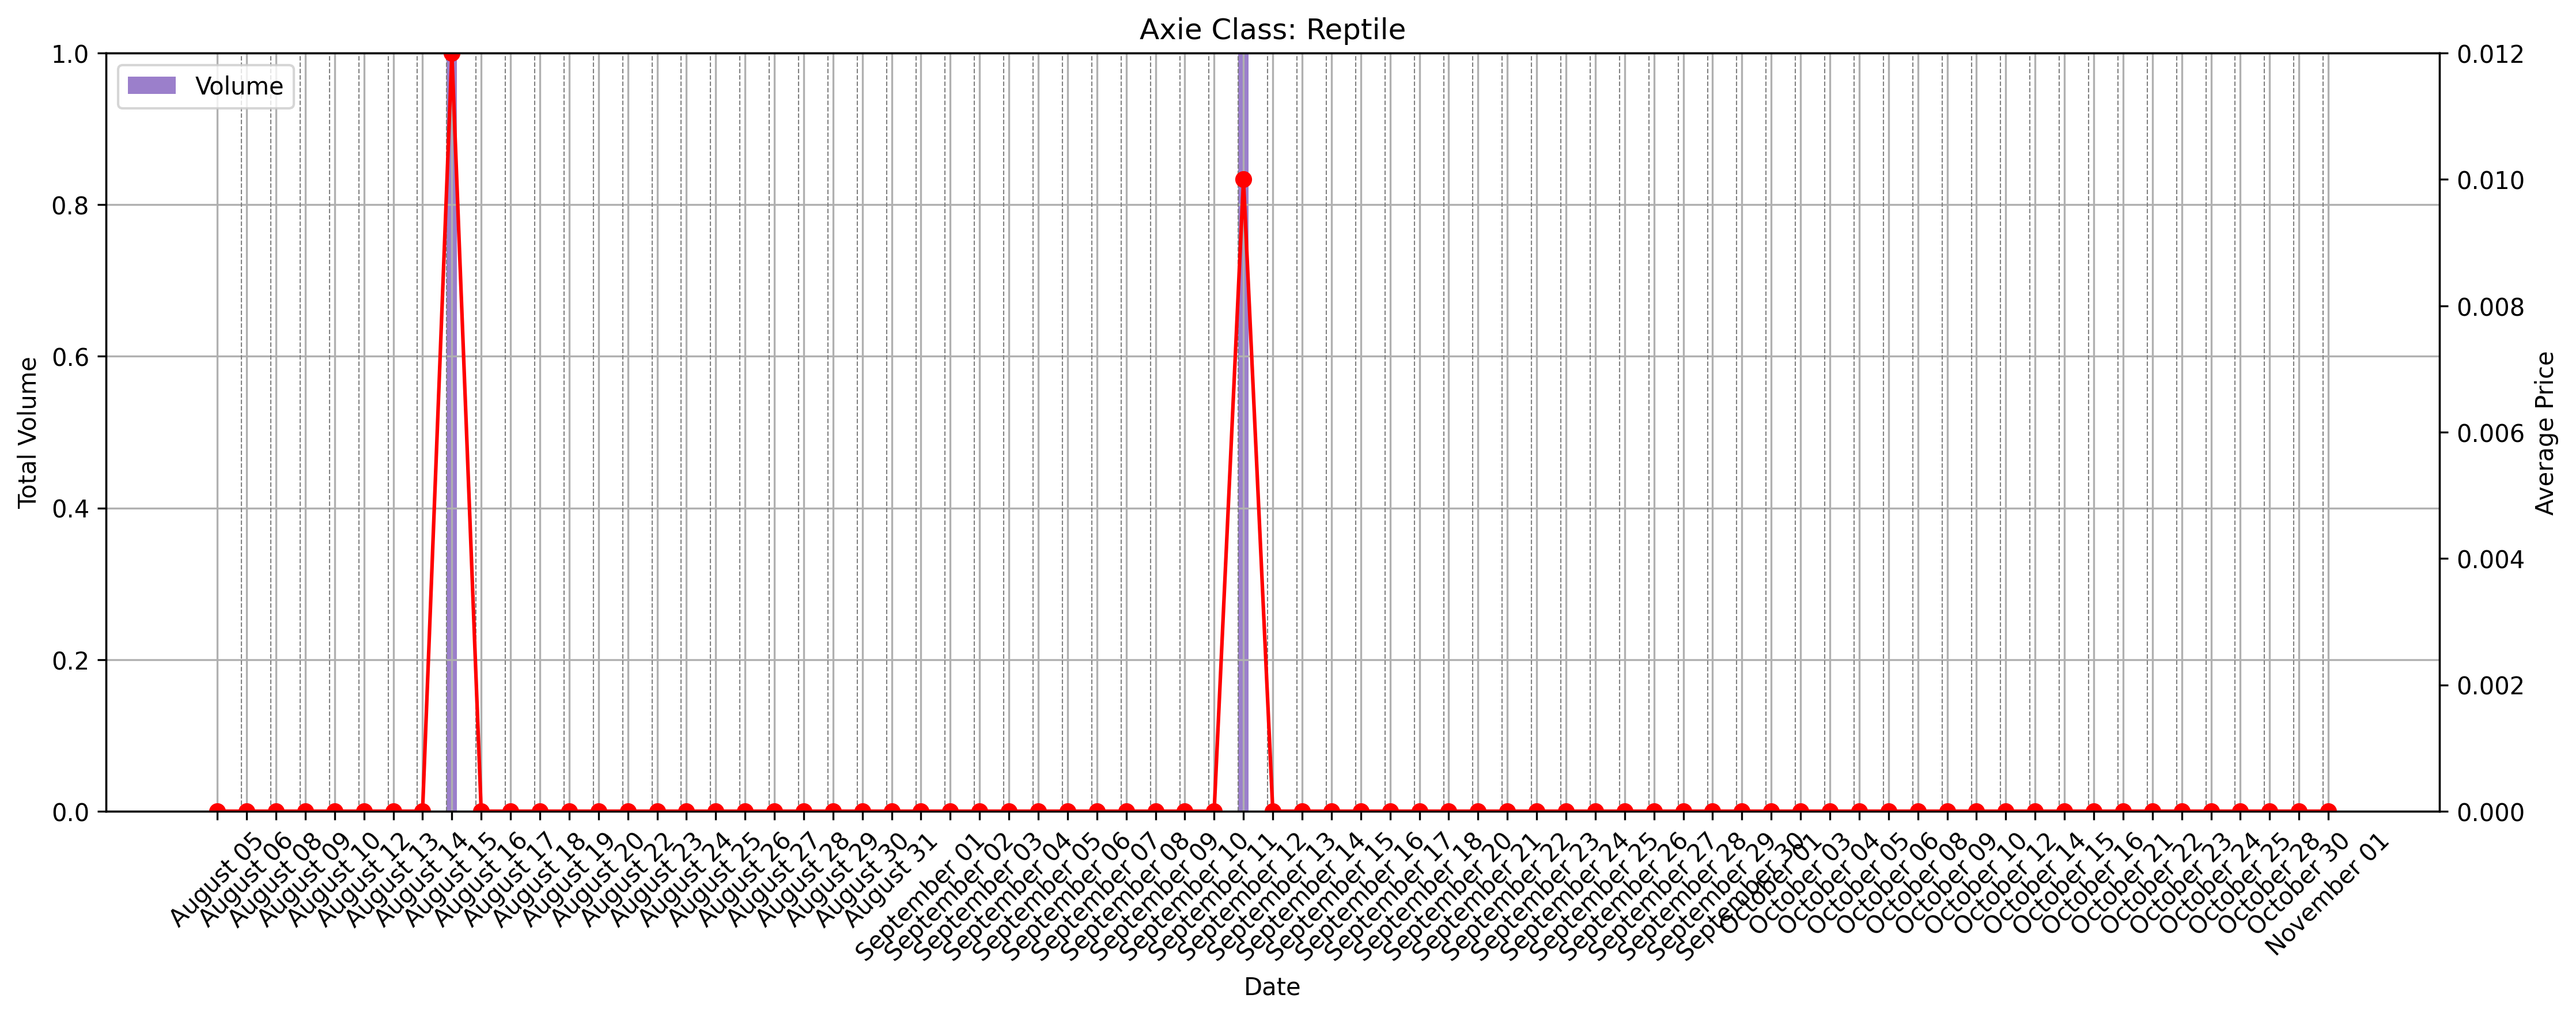 Axie Class: Reptile
Volume
1.0
0.8
0.6
0.4
0.2
0.0
Total Volume
0.012
0.010
0.008
0.006
0.004
0.002
0.000
Average Price
August 05
August 06
August 08
August 09
August 10
August 12
August 13
August 14
August 15
August 16
August 17
August 18
August 19
August 20
August 22
August 23
August 24
August 25
August 26
August 27
August 28
August 29
August 30
August 31
September 01
September 02
September 03
September 04
September 05
September 06
September 07
September 08
September 09
September 10
September 11
September 12
September 13
September 14
September 15
September 16
September 17
September 18
September 20
September 21
September 22
September 23
September 24
September 25
September 26
September 27
September 28
September 29
September 30
October 01
October 03
October 04
October 05
October 06
October 08
October 09
October 10
October 12
October 14
October 15
October 16
October 21
October 22
October 23
October 24
October 25
October 28
October 30
November 01
Date